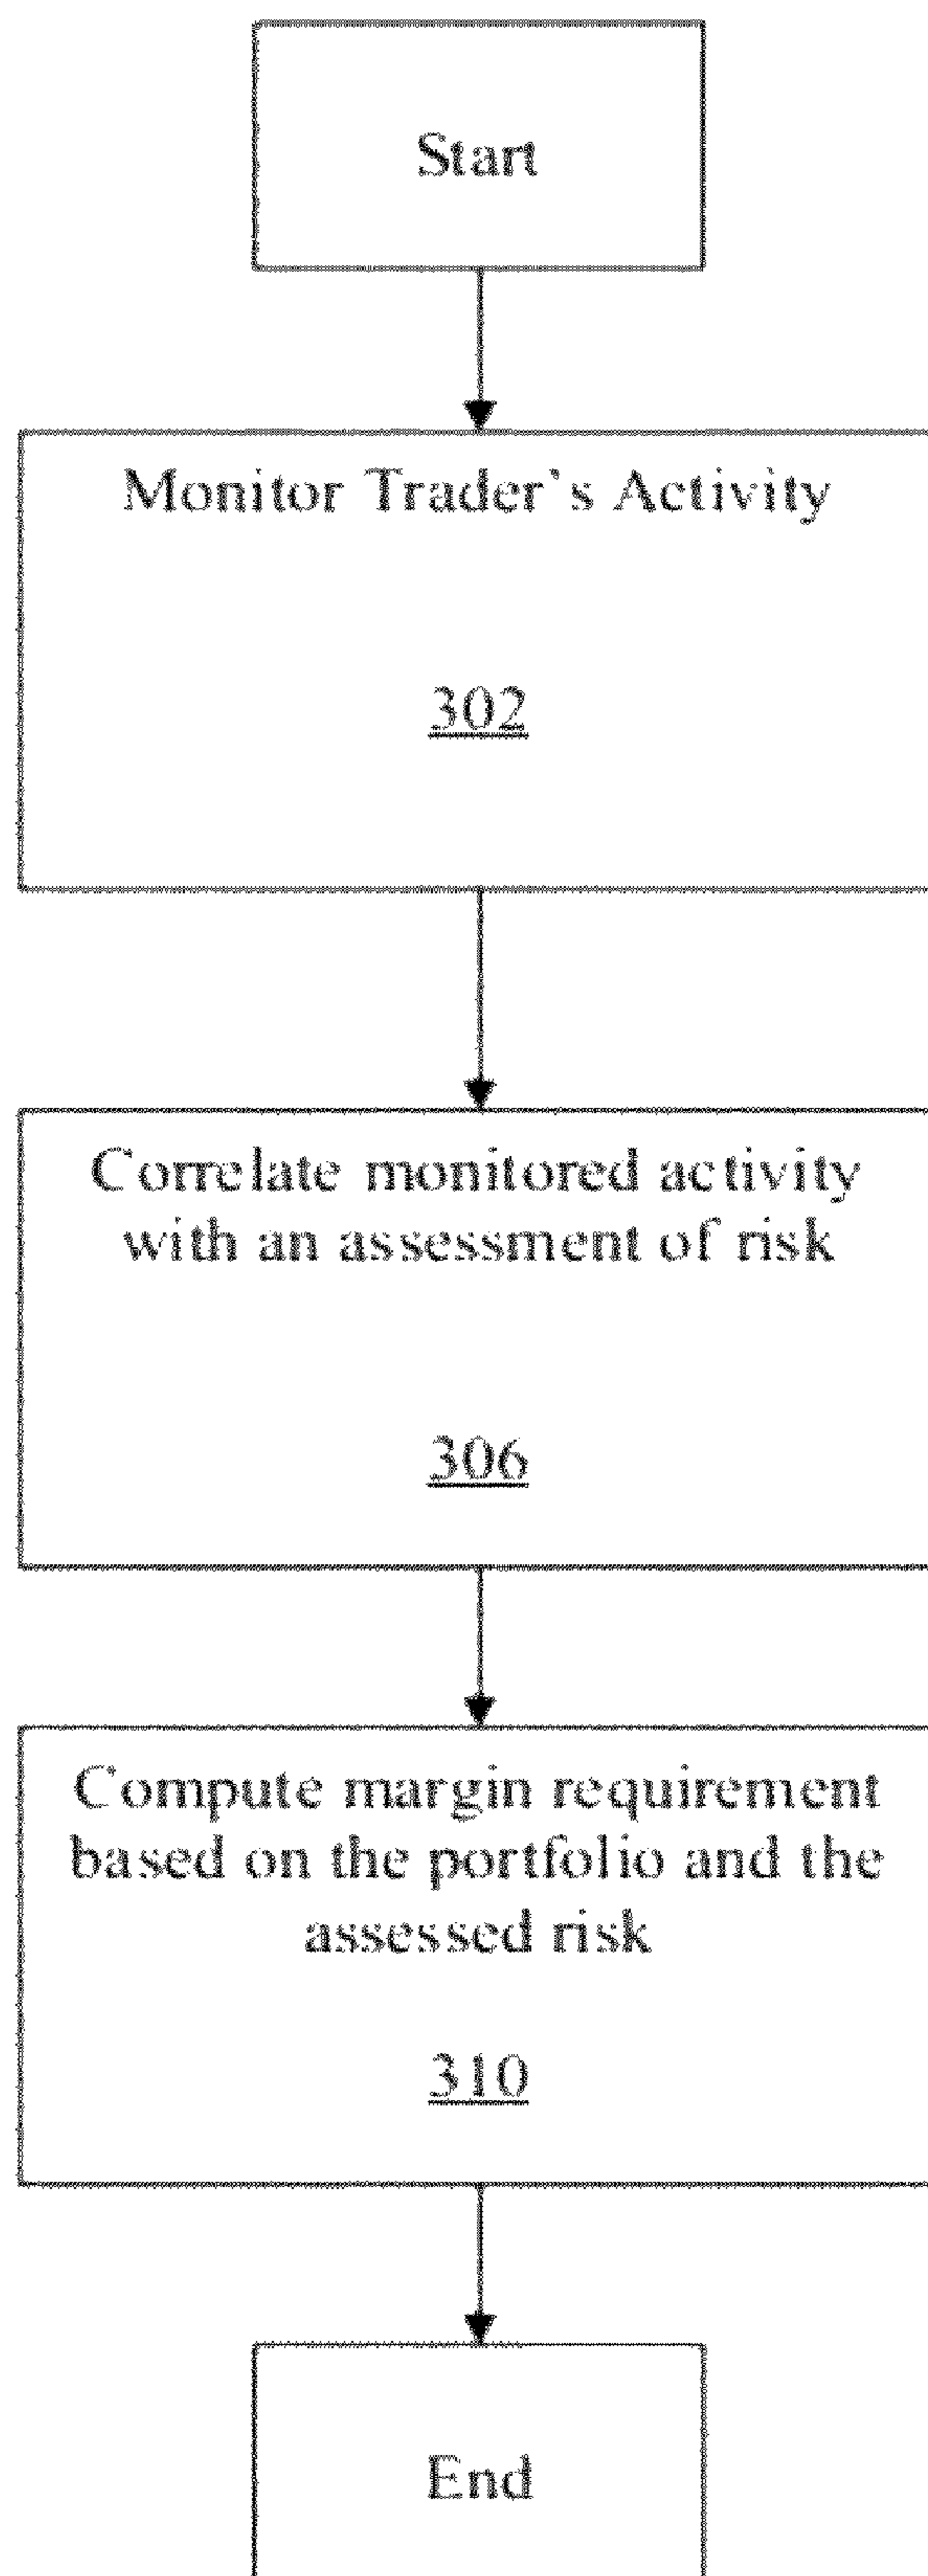 Start
Monitor Trader's Activity
302
Correlate monitored activity
with an assessment of risk
306
Compute margin requirement
based on the portfolio and the
assessed risk
310
End